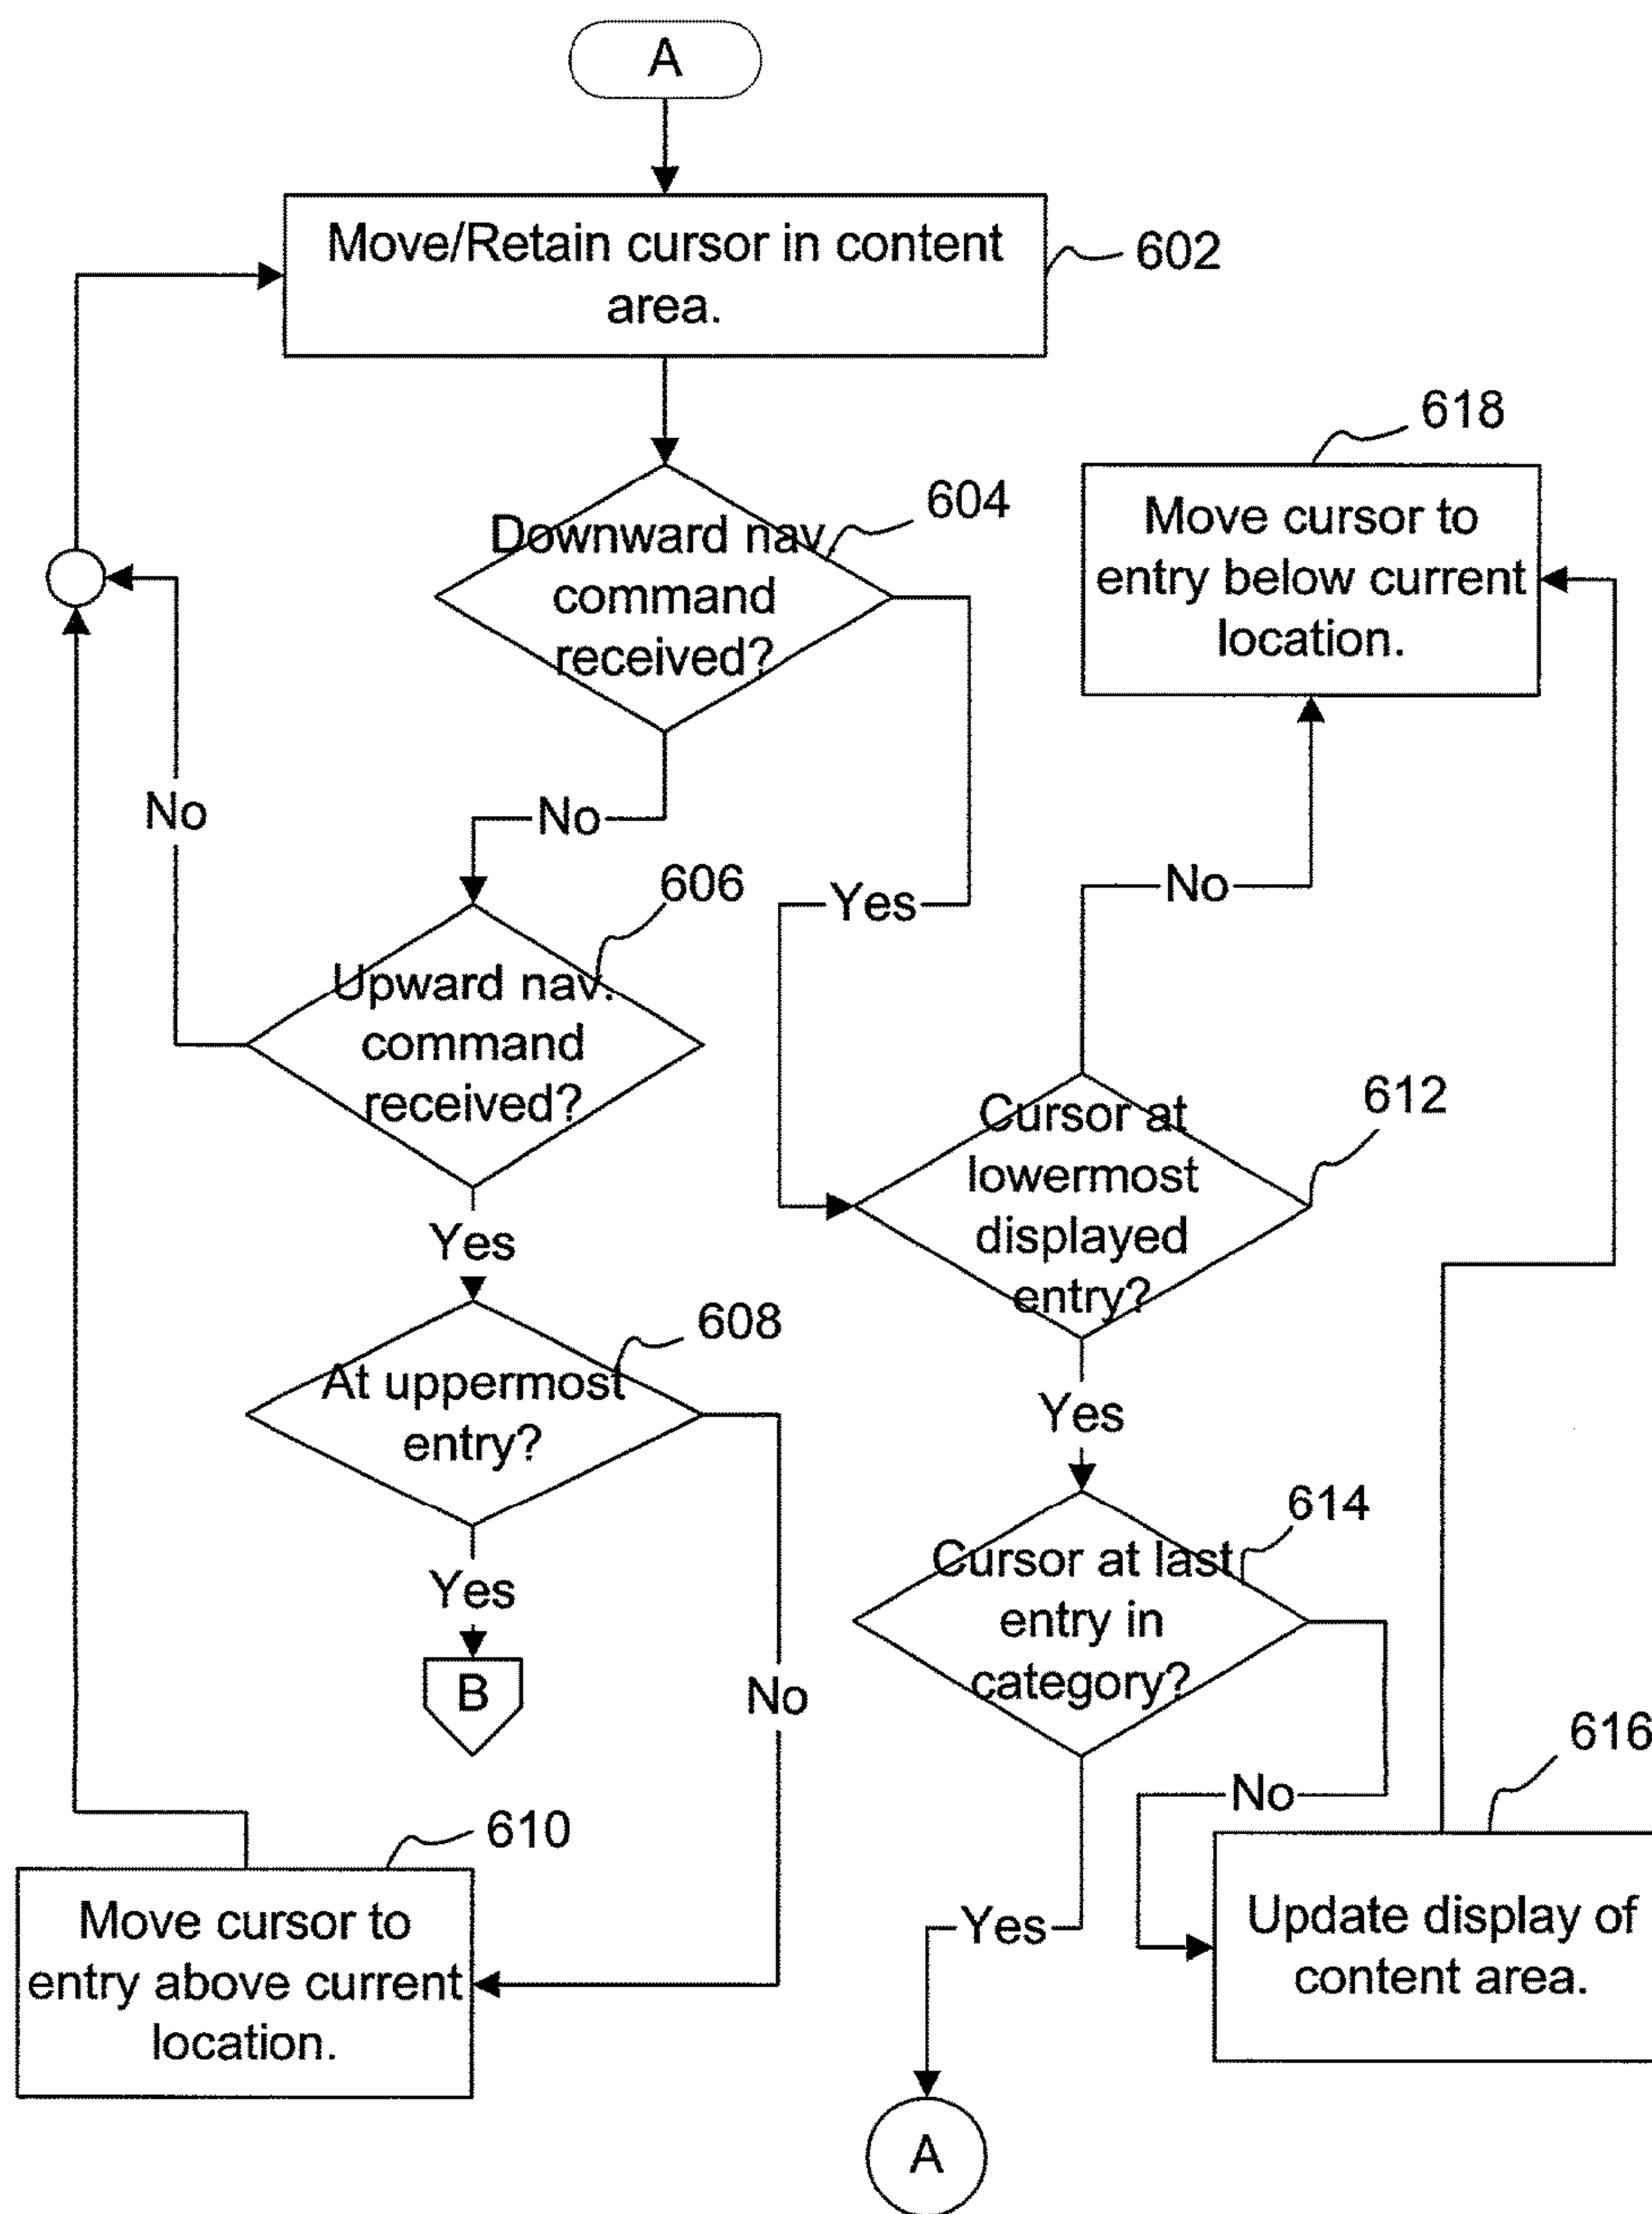 A
Move/Retain cursor in content
area.
602
618
Move cursor to
entry below current
location.
604
Downward nav.
command
received?
No
No
Yes
No
606
Upward nav.
command
received?
612
Cursor at
lowermost
displayed
entry?
Yes
608
At uppermost
entry?
Yes
614
Cursor at last
entry in
category?
Yes
B
No
616
No
610
Move cursor to
entry above current
location.
Yes
Update display of
content area.
A